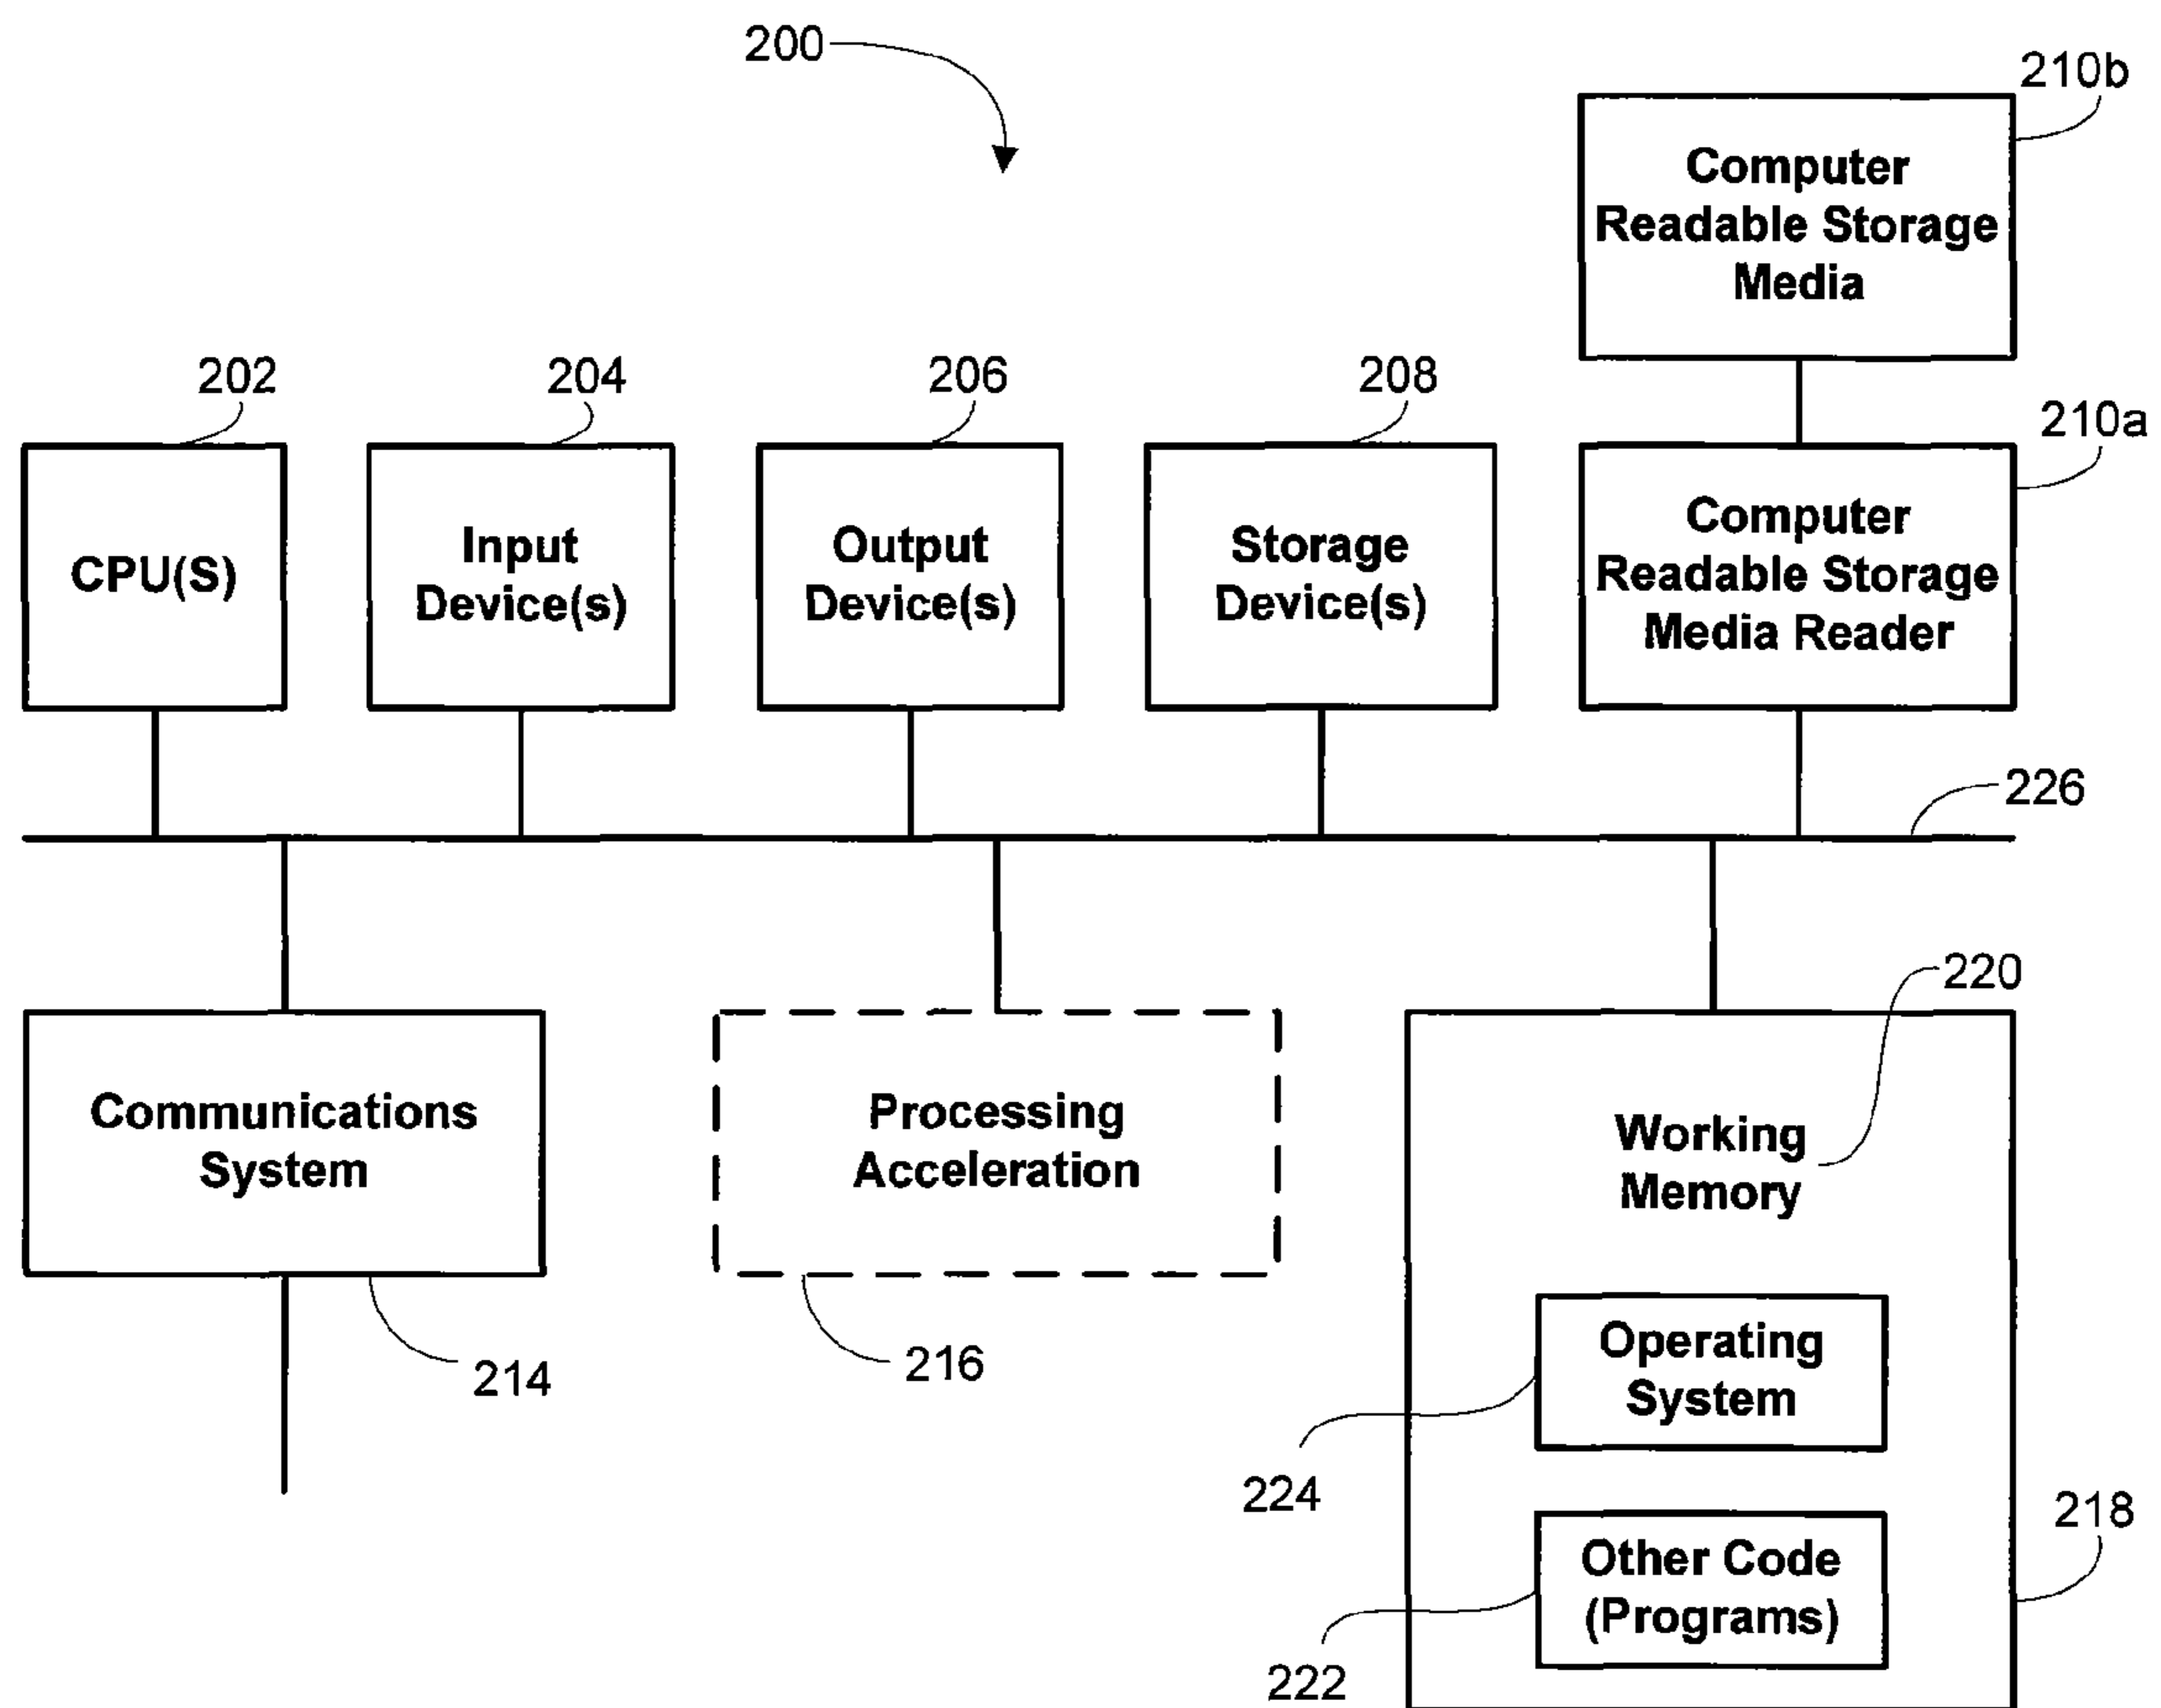 200
210b
Computer
Readable Storage
Media
202
204
206
208
210a
CPU(S)
Input
Device(s)
Output
Device(s)
Storage
Device(s)
Computer
Readable Storage
Media Reader
226
220
Communications
System
Processing
Acceleration
Working
Memory
214
216
Operating
System
224
218
Other Code
(Programs)
222